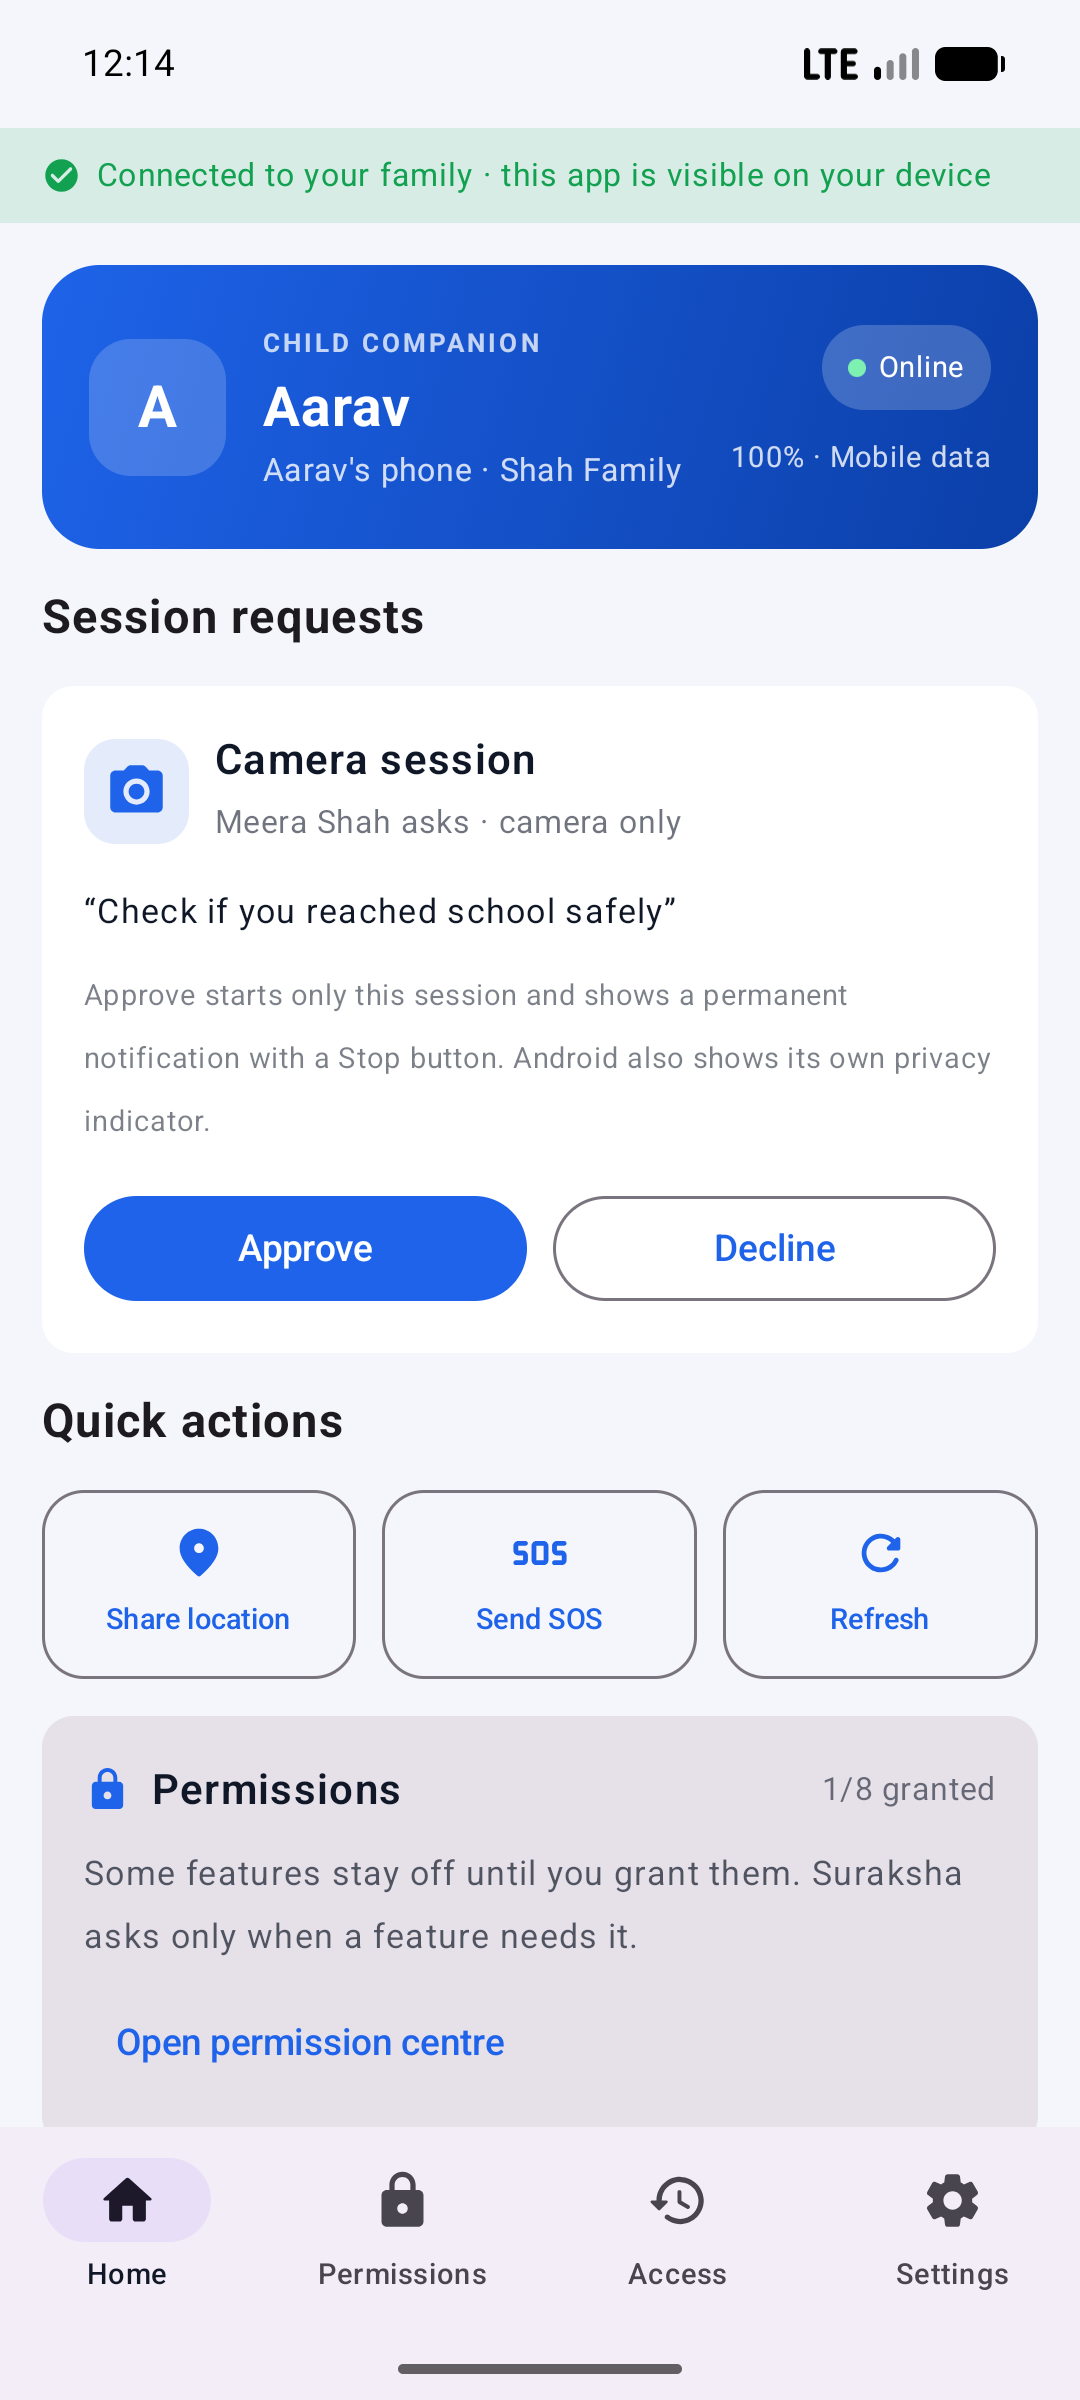 12:14
LTE
Connected to your family · this app is visible on your device
CHILD COMPANION
A
Aarav
Aarav's phone · Shah Family
Online
100% · Mobile data
Session requests
Camera session
Meera Shah asks · camera only
“Check if you reached school safely”
Approve starts only this session and shows a permanent
notification with a Stop button. Android also shows its own privacy
indicator.
Approve
Decline
Quick actions
Share location
SOS
Send SOS
Refresh
Permissions
1/8 granted
Some features stay off until you grant them. Suraksha
asks only when a feature needs it.
Open permission centre
Home
Permissions
Access
Settings